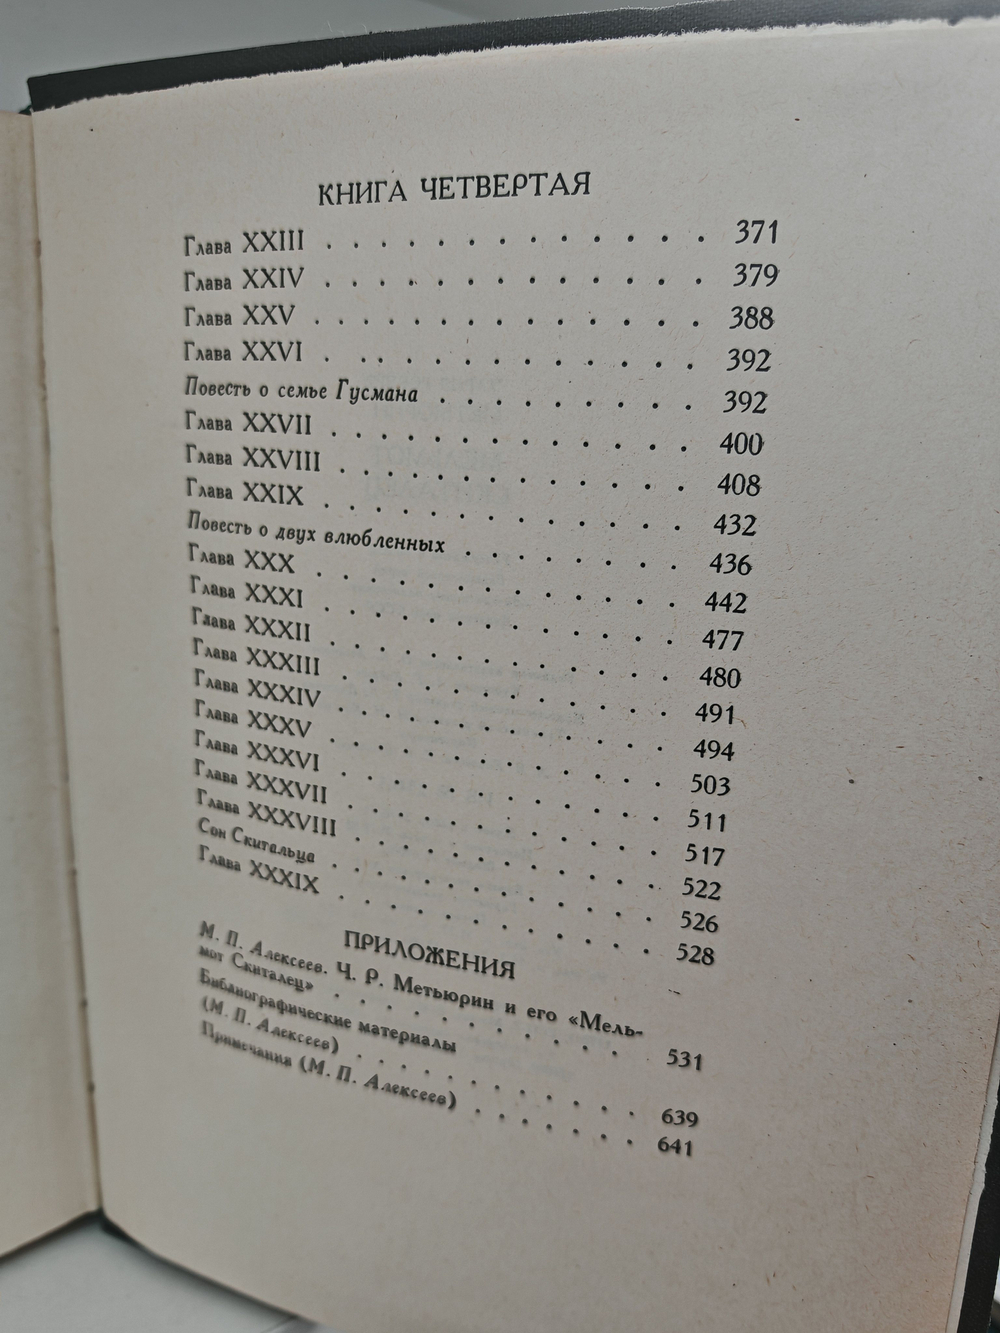 КНИГА ЧЕТВЕРТАЯ
Глава XXIII . . . . . . . . . . . . . . 371
Глава XXIV . . . . . . . . . . . . . . 379
Глава XXV . . . . . . . . . . . . . . 388
Глава XXVI . . . . . . . . . . . . . . 392
Повесть о семье Гусмана . . . . . . . . . . 392
Глава XXVII . . . . . . . . . . . . . 400
Глава XXVIII . . . . . . . . . . . . . 408
Глава XXIX . . . . . . . . . . . . . . 432
Повесть о двух влюбленных . . . . . . . . 436
Глава XXX . . . . . . . . . . . . . . 442
Глава XXXI . . . . . . . . . . . . . 477
Глава XXXII . . . . . . . . . . . . . 480
Глава XXXIII . . . . . . . . . . . . 491
Глава XXXIV . . . . . . . . . . . . 494
Глава XXXV . . . . . . . . . . . . 503
Глава XXXVI . . . . . . . . . . . . 511
Глава XXXVII . . . . . . . . . . . . 517
Глава XXXVIII . . . . . . . . . . . 522
Сон Скитальца . . . . . . . . . . . . 526
Глава XXXIX . . . . . . . . . . . . 528
ПРИЛОЖЕНИЯ
М. П. Алексеев. Ч. Р. Метьюрин и его «Мель-
мот Скиталец» . . . . . . . . . . . . 531
Библиографические материалы
(М. П. Алексеев) . . . . . . . . . . . 639
Примечания (М. П. Алексеев) . . . . . . . 641